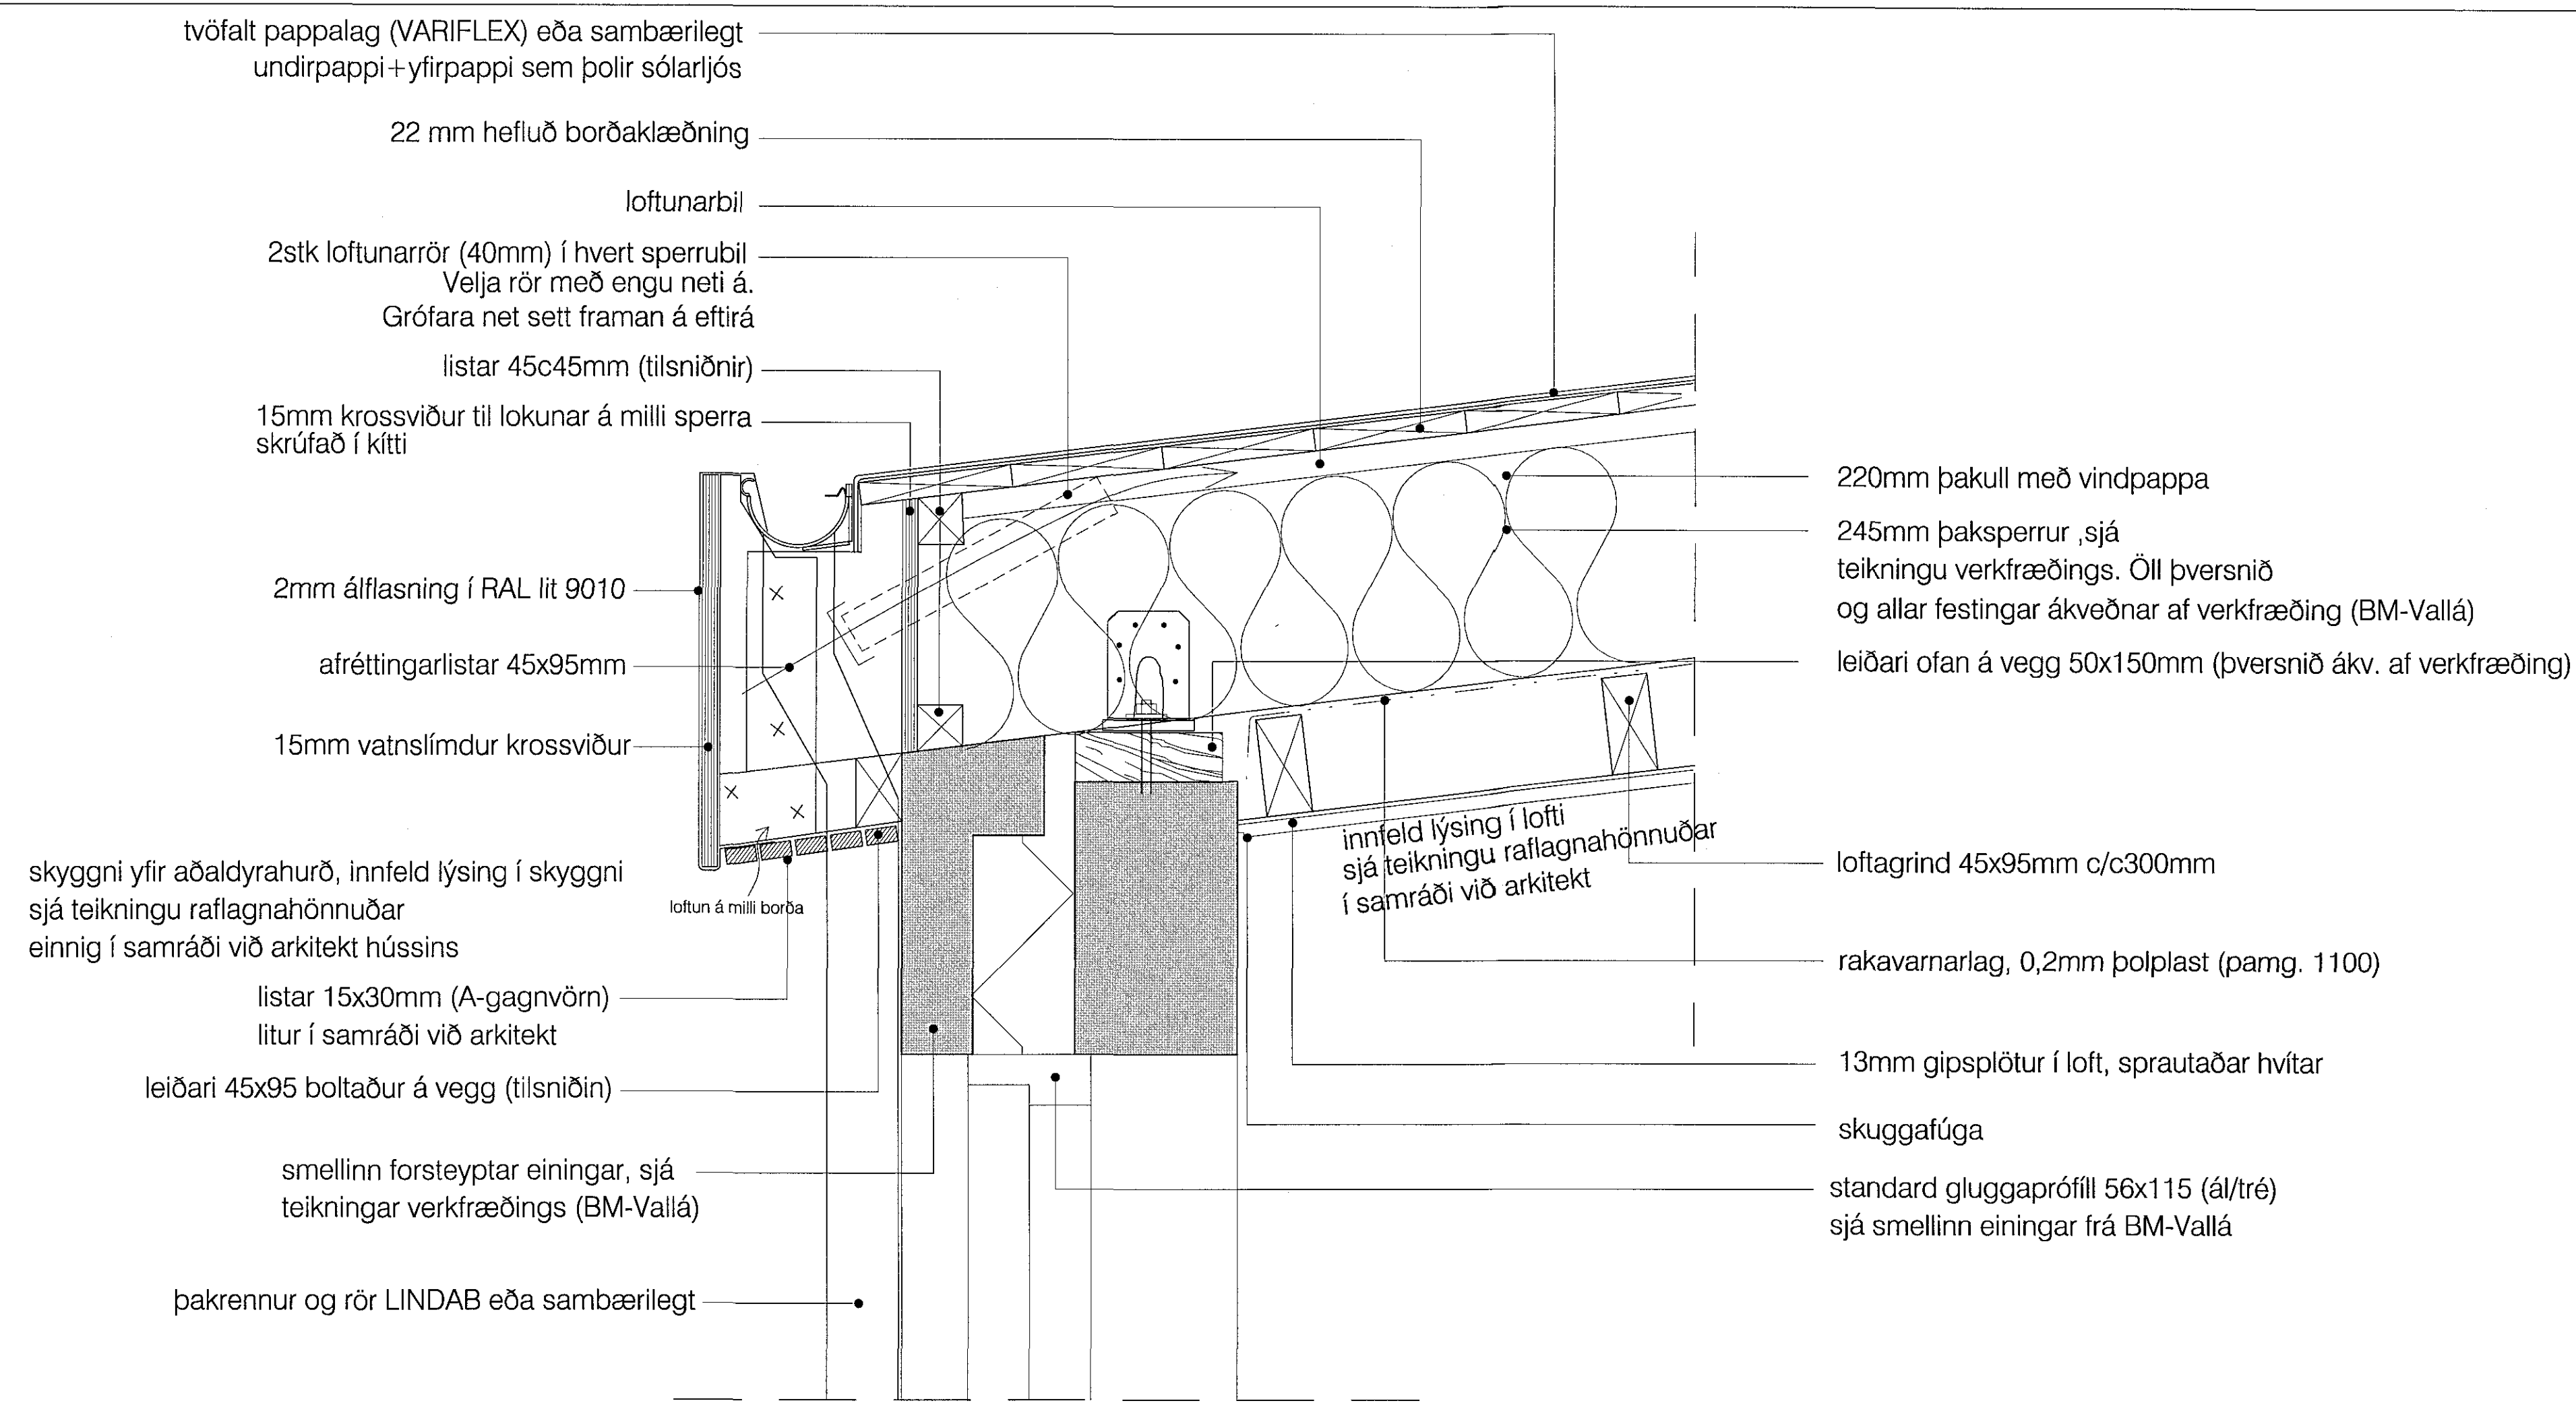 tvöfalt pappalag (VARIFLEX) eða sambærilegt
undirpappi+yfirpappi sem þolir sólarljós
22 mm hefluð borðaklæðning
loftunarbil
2stk loftunarrör (40mm) í hvert sperrubil
Velja rör með engu neti á.
Grófara net sett framan á eftirá
listar 45c45mm (tilsniðnir)
15mm krossviður til lokunar á milli sperra
skrúfað í kítti
2mm álflasning í RAL lit 9010
afréttingarlistar 45x95mm
15mm vatnslímdur krossviður
skyggni yfir aðaldyrahurð, innfeld lýsing í skyggni
sjá teikningu raflagnahönnuðar
einnig í samráði við arkitekt hússins
loftun á milli borða
listar 15x30mm (A-gagnvörn)
litur í samráði við arkitekt
leiðari 45x95 boltaður á vegg (tilsniðin)
smellinn forsteyptar einingar, sjá
teikningar verkfræðings (BM-Vallá)
þakrennur og rör LINDAB eða sambærilegt
220mm þakull með vindpappa
245mm þaksperrur ,sjá
teikningu verkfræðings. Öll þversnið
og allar festingar ákveðnar af verkfræðing (BM-Vallá)
leiðari ofan á vegg 50x150mm (þversnið ákv. af verkfræðing)
innfeld lýsing í lofti
sjá teikningu raflagnahönnuðar
í samráði við arkitekt
loftagrind 45x95mm c/c300mm
rakavarnarlag, 0,2mm þolplast (pamg. 1100)
13mm gipsplötur í loft, sprautaðar hvítar
skuggafúga
standard gluggaprófíll 56x115 (ál/tré)
sjá smellinn einingar frá BM-Vallá